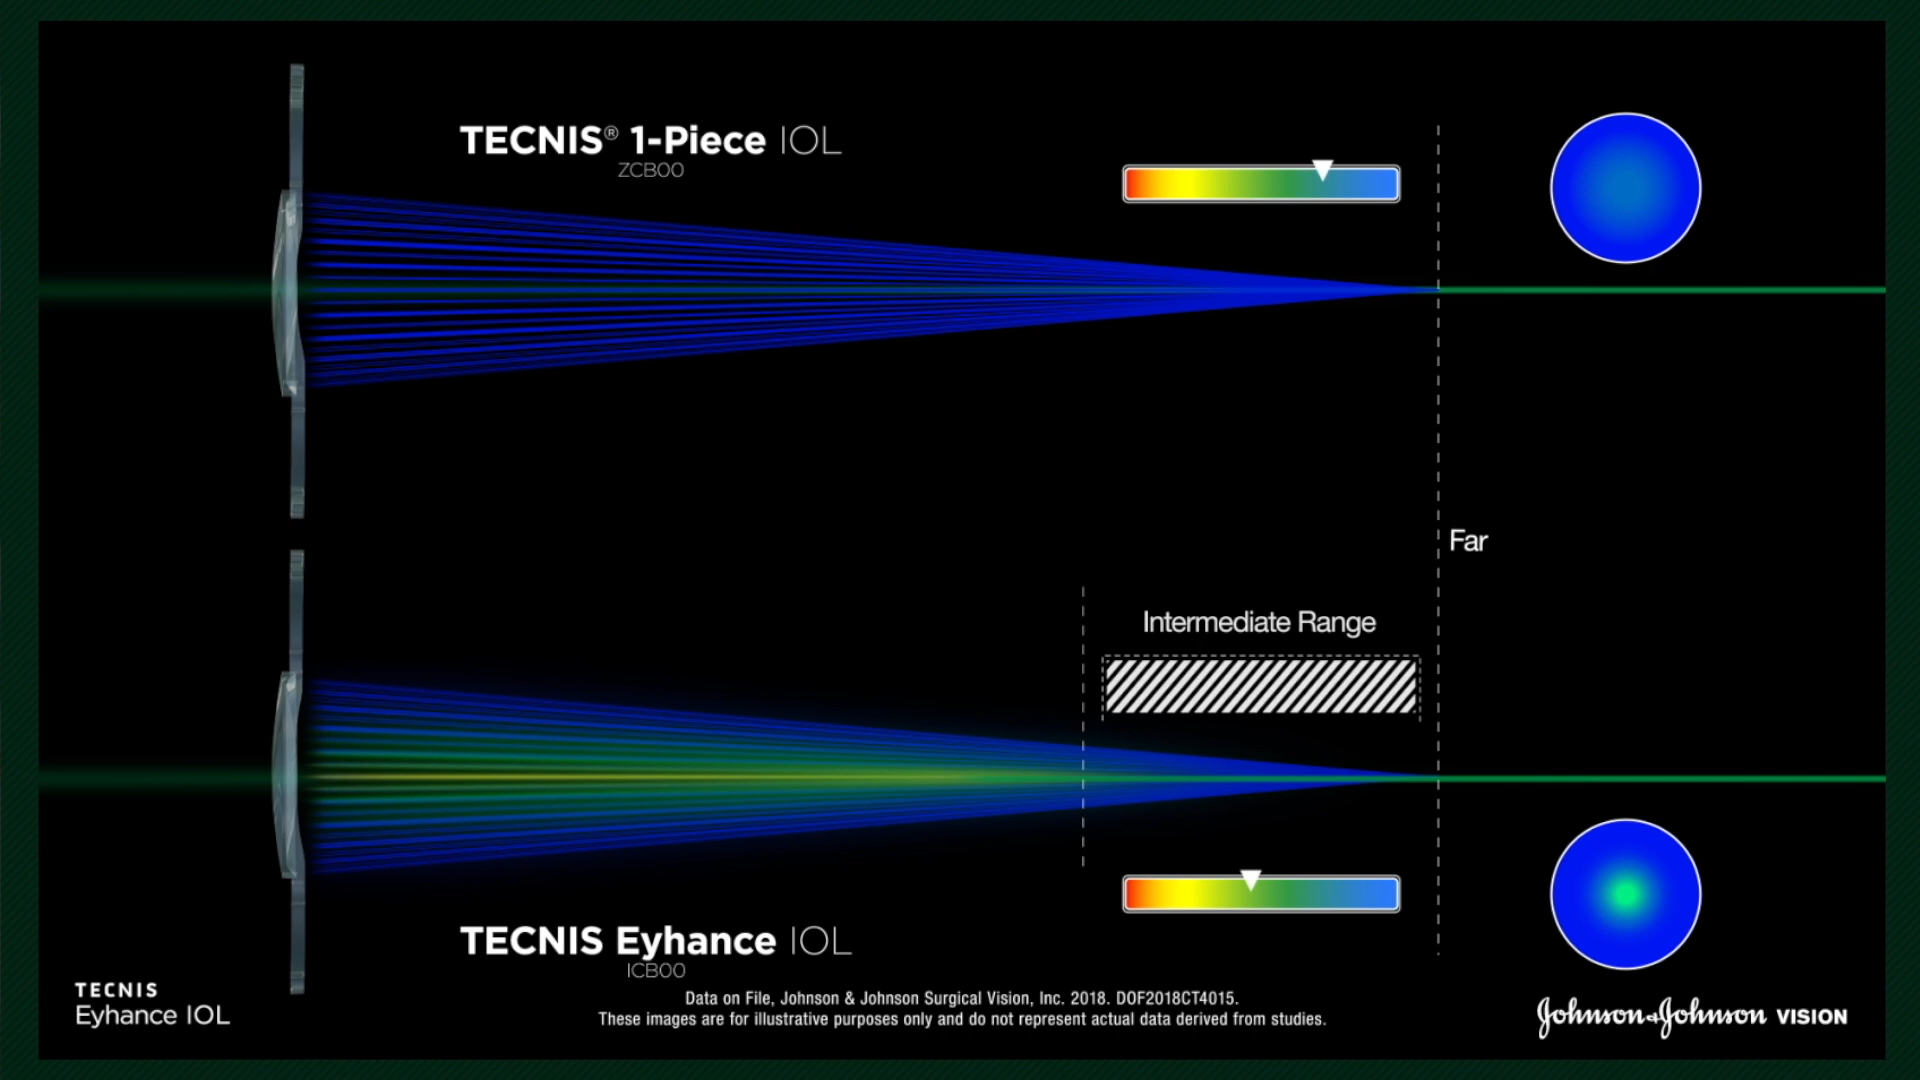 TECNIS® 1-Piece IOL
ZCB00
Far
Intermediate Range
TECNIS Eyhance IOL
ICB00
TECNIS
Eyhance IOL
Data on File, Johnson & Johnson Surgical Vision, Inc. 2018. DOF2018CT4015.
These images are for illustrative purposes only and do not represent actual data derived from studies.
Johnson & Johnson VISION